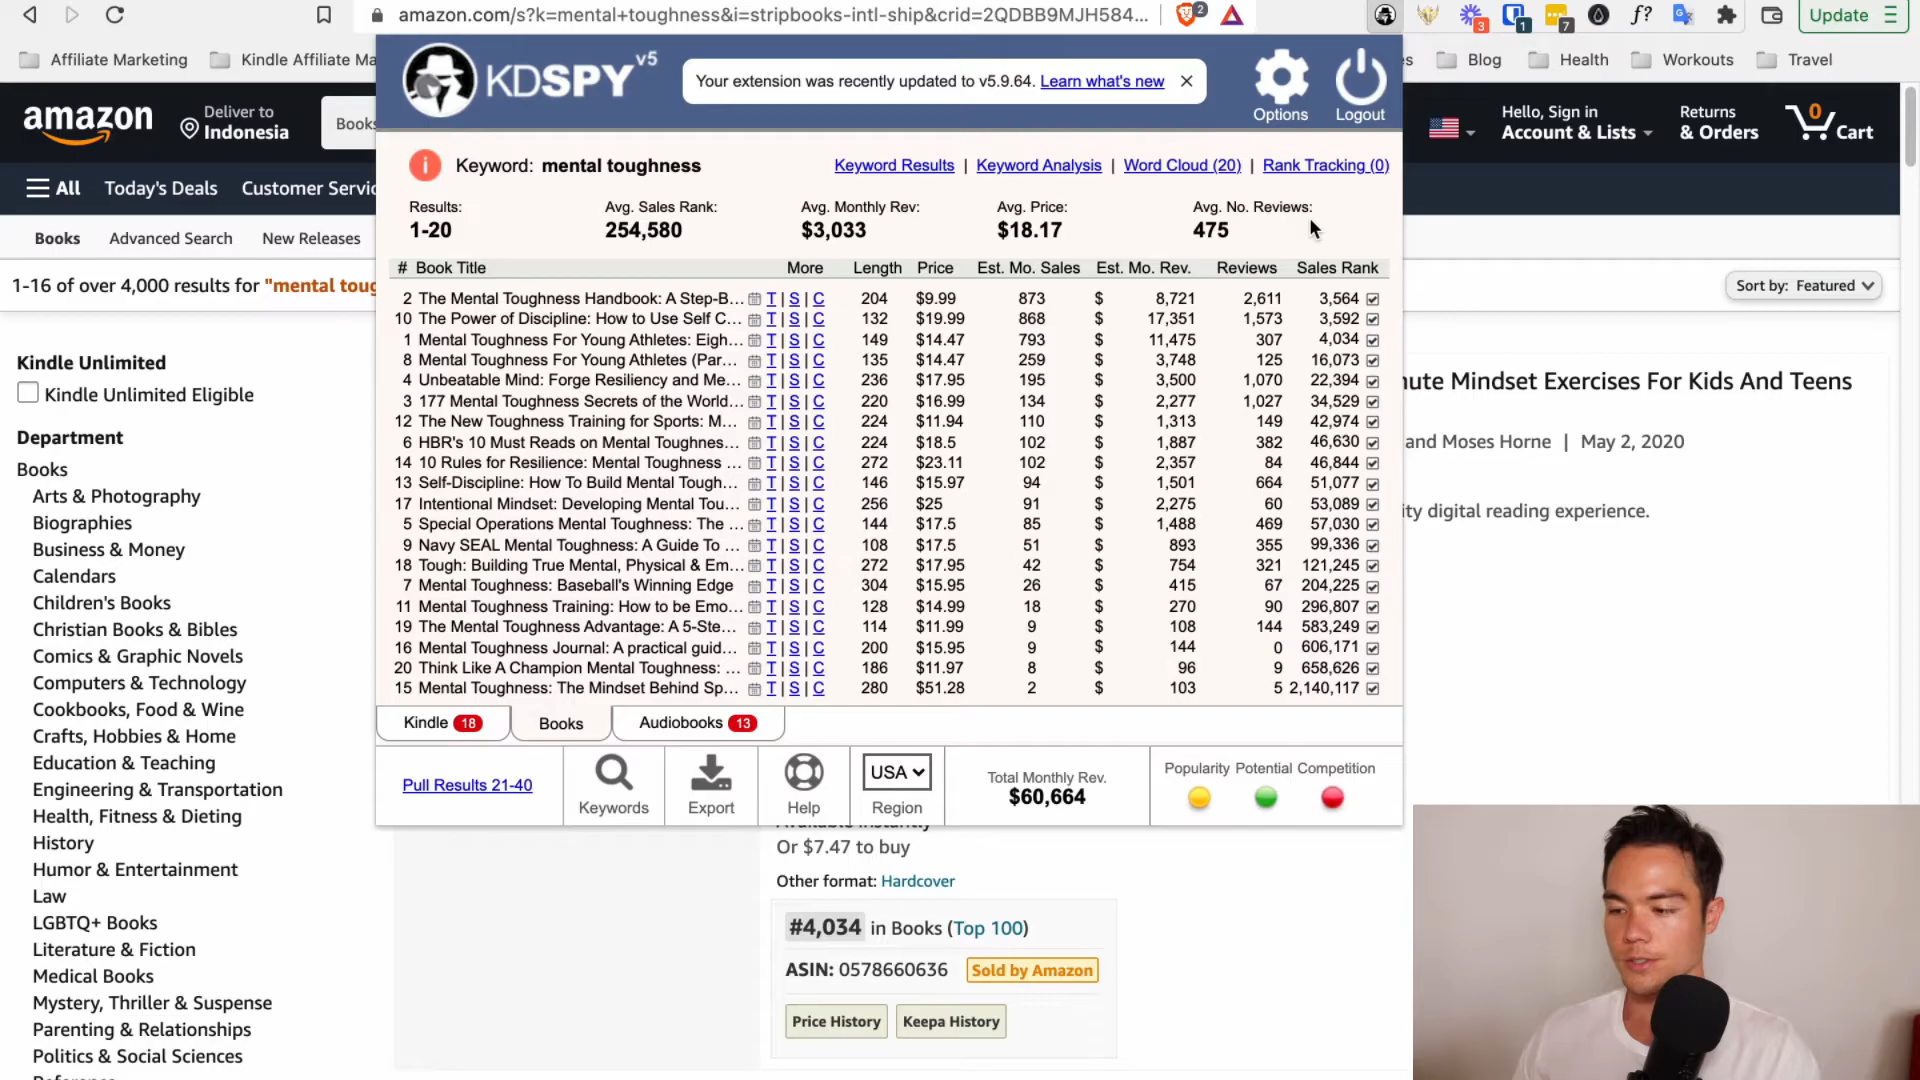 amazon.com/s?k=mental+toughness&i=stripbooks-intl-ship&crid=2QDBB9MJH584...
2
3
1
7
f?
Update
Affiliate Marketing
Kindle Affiliate Ma
es
Blog
Health
Workouts
Travel
amazon
Deliver to
Indonesia
Books
Hello, Sign in
Account & Lists
Returns
& Orders
0
Cart
All
Today's Deals
Customer Servic
Books
Advanced Search
New Releases
1-16 of over 4,000 results for "mental toug
Sort by: Featured
KDSPY v5
Your extension was recently updated to v5.9.64. Learn what's new
Options
Logout
i
Keyword: mental toughness
Keyword Results | Keyword Analysis | Word Cloud (20) | Rank Tracking (0)
Results:
1-20
Avg. Sales Rank:
254,580
Avg. Monthly Rev:
$3,033
Avg. Price:
$18.17
Avg. No. Reviews:
475
# Book Title More Length Price Est. Mo. Sales Est. Mo. Rev. Reviews Sales Rank
2 The Mental Toughness Handbook: A Step-B... T | S | C 204 $9.99 873 $ 8,721 2,611 3,564
10 The Power of Discipline: How to Use Self C... T | S | C 132 $19.99 868 $ 17,351 1,573 3,592
1 Mental Toughness For Young Athletes: Eigh... T | S | C 149 $14.47 793 $ 11,475 307 4,034
8 Mental Toughness For Young Athletes (Par... T | S | C 135 $14.47 259 $ 3,748 125 16,073
4 Unbeatable Mind: Forge Resiliency and Me... T | S | C 236 $17.95 195 $ 3,500 1,070 22,394
3 177 Mental Toughness Secrets of the World... T | S | C 220 $16.99 134 $ 2,277 1,027 34,529
12 The New Toughness Training for Sports: M... T | S | C 224 $11.94 110 $ 1,313 149 42,974
6 HBR's 10 Must Reads on Mental Toughnes... T | S | C 224 $18.5 102 $ 1,887 382 46,630
14 10 Rules for Resilience: Mental Toughness ... T | S | C 272 $23.11 102 $ 2,357 84 46,844
13 Self-Discipline: How To Build Mental Tough... T | S | C 146 $15.97 94 $ 1,501 664 51,077
17 Intentional Mindset: Developing Mental Tou... T | S | C 256 $25 91 $ 2,275 60 53,089
5 Special Operations Mental Toughness: The ... T | S | C 144 $17.5 85 $ 1,488 469 57,030
9 Navy SEAL Mental Toughness: A Guide To ... T | S | C 108 $17.5 51 $ 893 355 99,336
18 Tough: Building True Mental, Physical & Em... T | S | C 272 $17.95 42 $ 754 321 121,245
7 Mental Toughness: Baseball's Winning Edge T | S | C 304 $15.95 26 $ 415 67 204,225
11 Mental Toughness Training: How to be Emo... T | S | C 128 $14.99 18 $ 270 90 296,807
19 The Mental Toughness Advantage: A 5-Ste... T | S | C 114 $11.99 9 $ 108 144 583,249
16 Mental Toughness Journal: A practical guid... T | S | C 200 $15.95 9 $ 144 0 606,171
20 Think Like A Champion Mental Toughness: ... T | S | C 186 $11.97 8 $ 96 9 658,626
15 Mental Toughness: The Mindset Behind Sp... T | S | C 280 $51.28 2 $ 103 5 2,140,117
Kindle 18
Books
Audiobooks 13
Pull Results 21-40
Keywords
Export
Help
USA
Region
Total Monthly Rev.
$60,664
Popularity Potential Competition
Kindle Unlimited
Kindle Unlimited Eligible
Department
Books
Arts & Photography
Biographies
Business & Money
Calendars
Children's Books
Christian Books & Bibles
Comics & Graphic Novels
Computers & Technology
Cookbooks, Food & Wine
Crafts, Hobbies & Home
Education & Teaching
Engineering & Transportation
Health, Fitness & Dieting
History
Humor & Entertainment
Law
LGBTQ+ Books
Literature & Fiction
Medical Books
Mystery, Thriller & Suspense
Parenting & Relationships
Politics & Social Sciences
nute Mindset Exercises For Kids And Teens
and Moses Horne | May 2, 2020
ity digital reading experience.
Available instantly
Or $7.47 to buy
Other format: Hardcover
#4,034 in Books (Top 100)
ASIN: 0578660636 Sold by Amazon
Price History
Keepa History